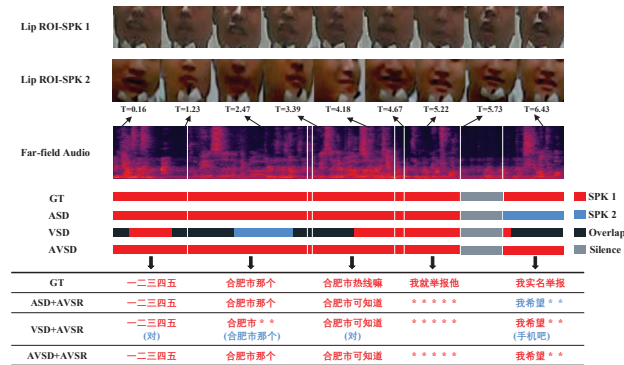 Lip ROI-SPK 1
Lip ROI-SPK 2
T=0.16 T=1.23 T=2.47 T=3.39 T=4.18 T=4.67 T=5.22 T=5.73 T=6.43
Far-field Audio
GT
ASD
VSD
AVSD
SPK 1
SPK 2
Overlap
Silence
GT 一二三四五 合肥市那个 合肥市热线嘛 我就举报他 我实名举报
ASD+AVSR 一二三四五 合肥市那个 合肥市可知道 * * * * * 我希望 * *
VSD+AVSR 一二三四五 合肥市 * * 合肥市可知道 * * * * * 我希望 * *
(对) (合肥市那个) (对) (手机吧)
AVSD+AVSR 一二三四五 合肥市那个 合肥市可知道 * * * * * 我希望 * *